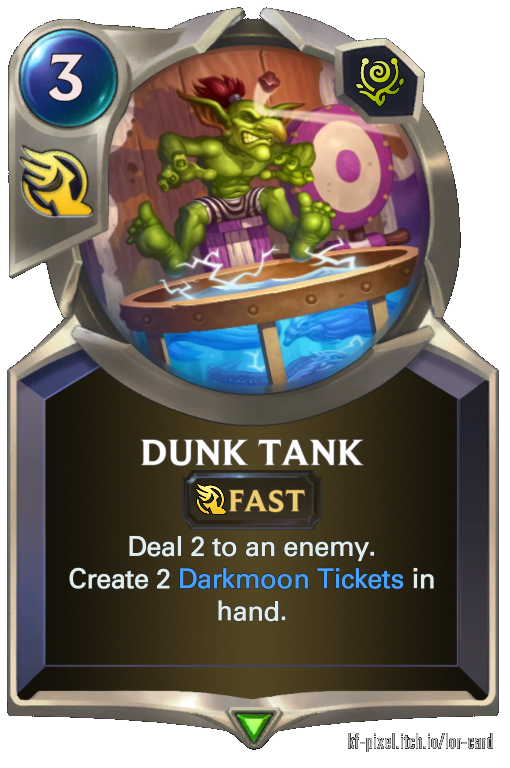 3
DUNK TANK
FAST
Deal 2 to an enemy.
Create 2 Darkmoon Tickets in
hand.
kf-pixel.itch.io/lor-card